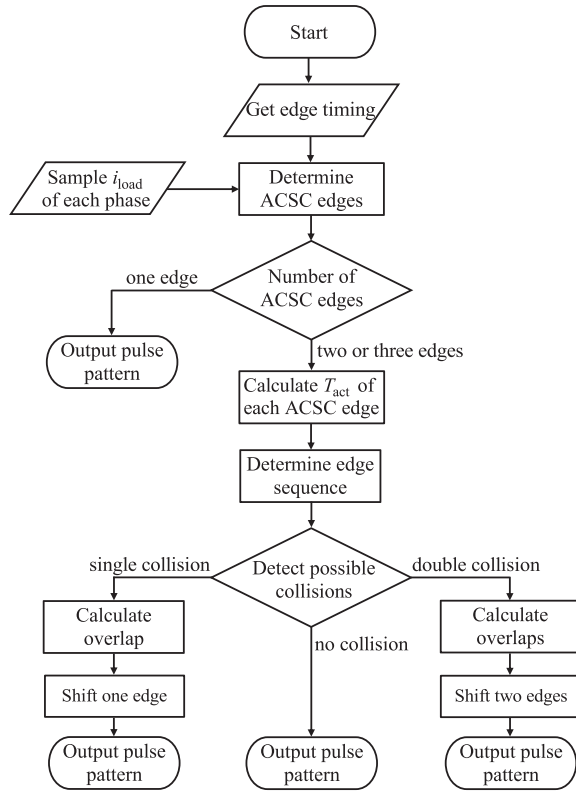 Start
Get edge timing
Sample iload
of each phase
Determine
ACSC edges
Number of
ACSC edges
one edge
Output pulse
pattern
two or three edges
Calculate Tact of
each ACSC edge
Determine edge
sequence
Detect possible
collisions
single collision
double collision
no collision
Calculate
overlap
Shift one edge
Output pulse
pattern
Output pulse
pattern
Calculate
overlaps
Shift two edges
Output pulse
pattern